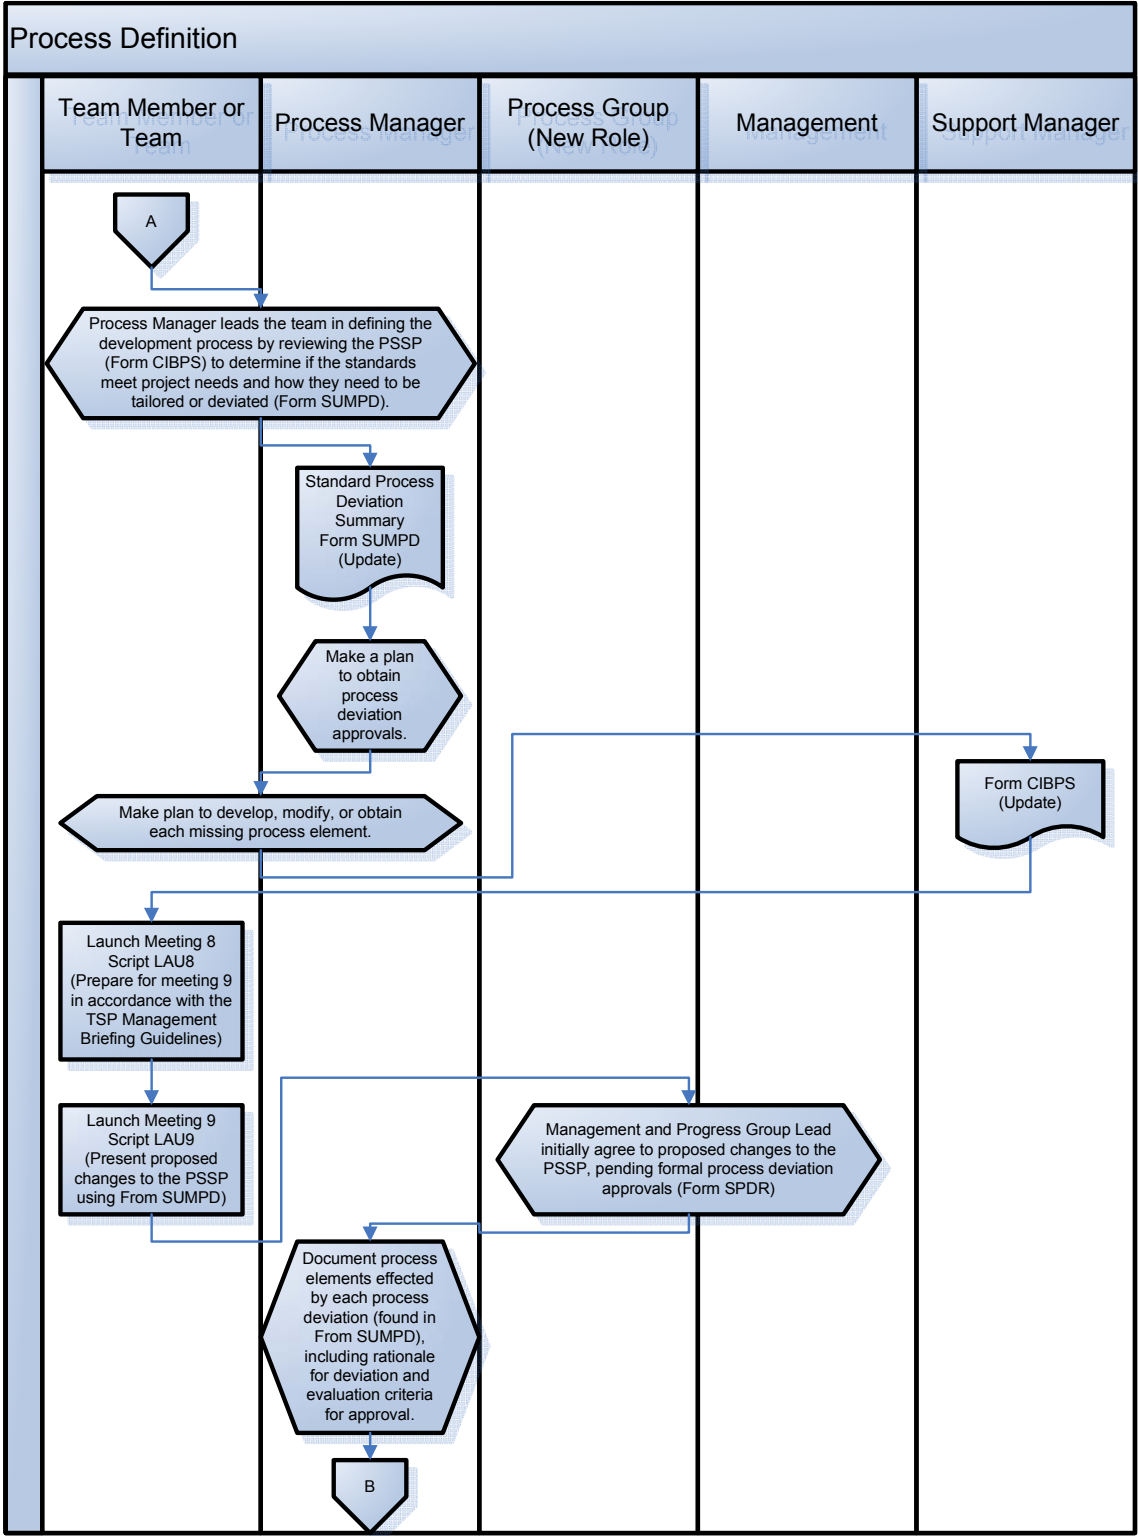 Process Definition
Team Member or
Team
Process Manager
Process Group
(New Role)
Management
Support Manager
A
Process Manager leads the team in defining the
development process by reviewing the PSSP
(Form CIBPS) to determine if the standards
meet project needs and how they need to be
tailored or deviated (Form SUMPD).
Standard Process
Deviation
Summary
Form SUMPD
(Update)
Make a plan
to obtain
process
deviation
approvals.
Form CIBPS
(Update)
Make plan to develop, modify, or obtain
each missing process element.
Launch Meeting 8
Script LAU8
(Prepare for meeting 9
in accordance with the
TSP Management
Briefing Guidelines)
Launch Meeting 9
Script LAU9
(Present proposed
changes to the PSSP
using From SUMPD)
Management and Progress Group Lead
initially agree to proposed changes to the
PSSP, pending formal process deviation
approvals (Form SPDR)
Document process
elements effected
by each process
deviation (found in
From SUMPD),
including rationale
for deviation and
evaluation criteria
for approval.
B